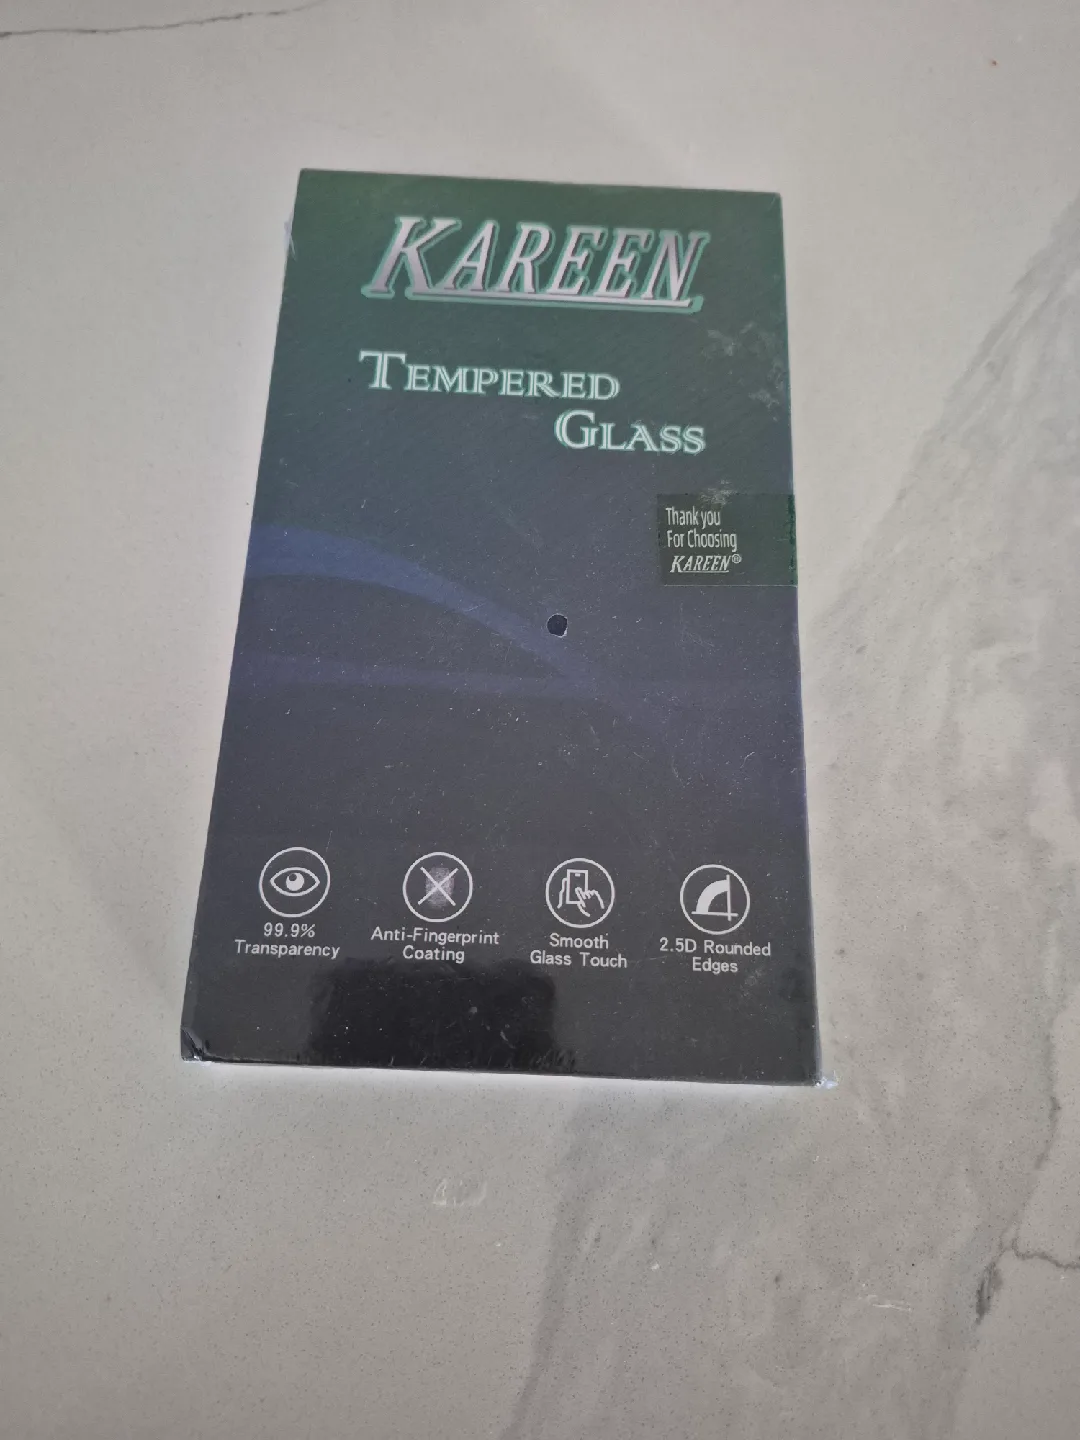 KAREEN
TEMPERED
GLASS
Thank you
For Choosing
KAREEN®
99.9%
Transparency
Anti-Fingerprint
Coating
Smooth
Glass Touch
2.5D Rounded
Edges